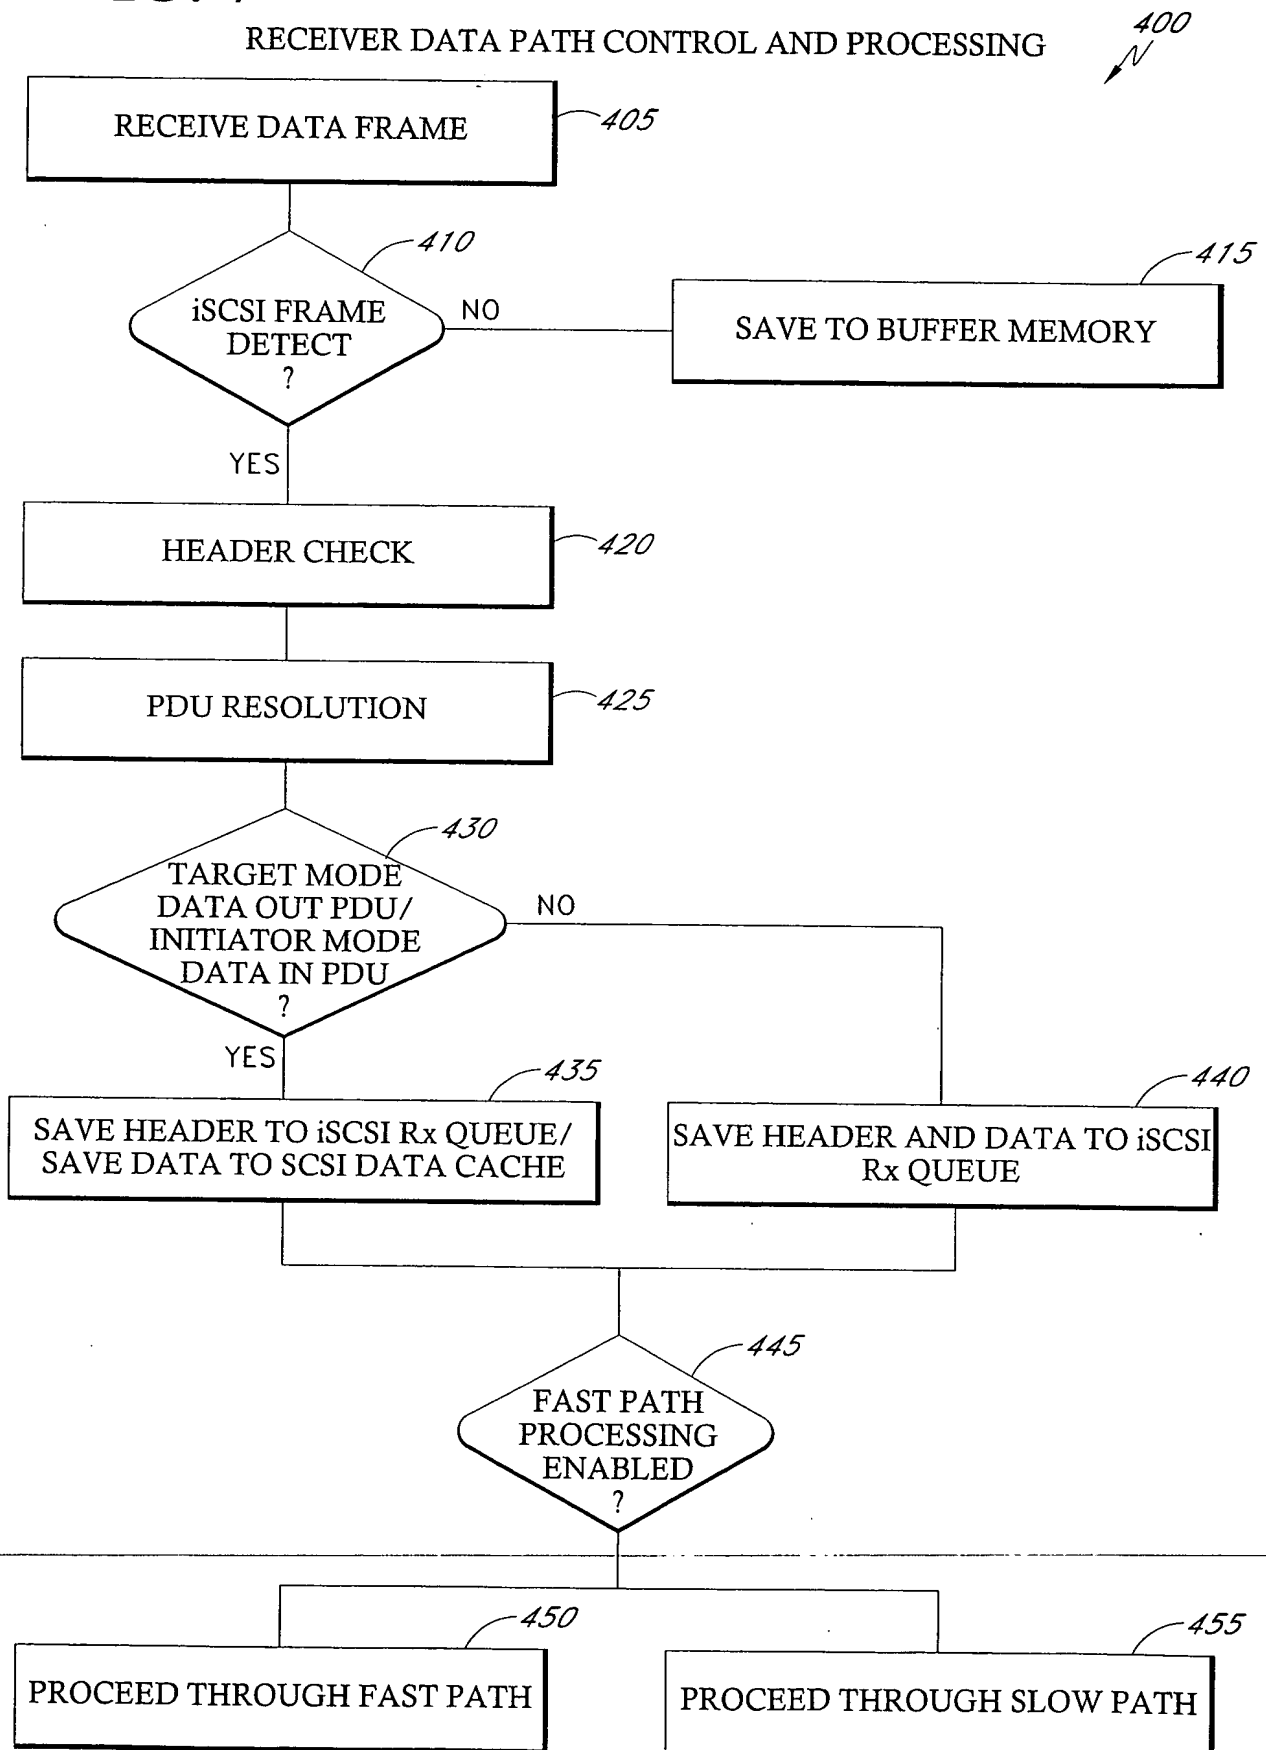 RECEIVER DATA PATH CONTROL AND PROCESSING
400
RECEIVE DATA FRAME
405
410
iSCSI FRAME
DETECT
?
NO
415
SAVE TO BUFFER MEMORY
YES
HEADER CHECK
420
PDU RESOLUTION
425
430
TARGET MODE
DATA OUT PDU/
INITIATOR MODE
DATA IN PDU
?
NO
YES
435
SAVE HEADER TO iSCSI Rx QUEUE/
SAVE DATA TO SCSI DATA CACHE
440
SAVE HEADER AND DATA TO iSCSI
Rx QUEUE
445
FAST PATH
PROCESSING
ENABLED
?
450
PROCEED THROUGH FAST PATH
455
PROCEED THROUGH SLOW PATH